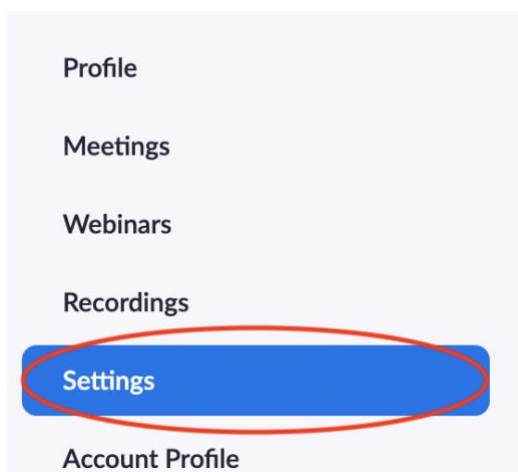 Profile
Meetings
Webinars
Recordings
Settings
Account Profile